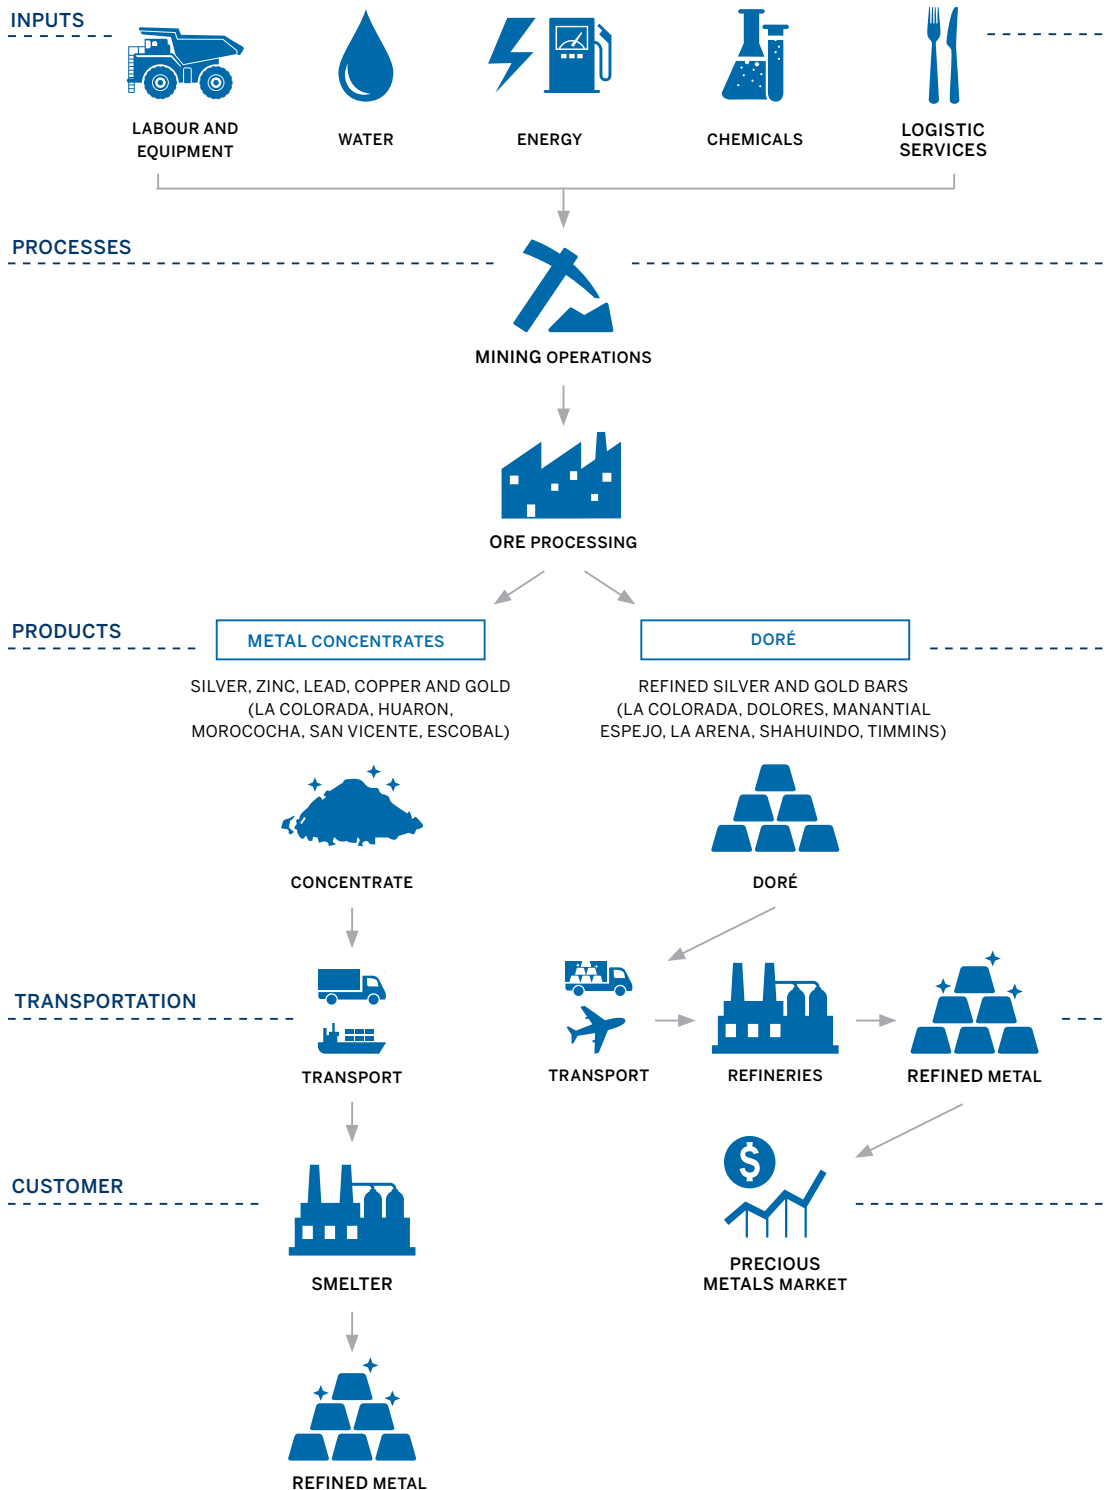 INPUTS
LABOUR AND
EQUIPMENT
WATER
ENERGY
CHEMICALS
LOGISTIC
SERVICES
PROCESSES
MINING OPERATIONS
ORE PROCESSING
PRODUCTS
METAL CONCENTRATES
SILVER, ZINC, LEAD, COPPER AND GOLD
(LA COLORADA, HUARON,
MOROCOCHA, SAN VICENTE, ESCOBAL)
DORÉ
REFINED SILVER AND GOLD BARS
(LA COLORADA, DOLORES, MANANTIAL
ESPEJO, LA ARENA, SHAHUINDO, TIMMINS)
CONCENTRATE
DORÉ
TRANSPORTATION
TRANSPORT
TRANSPORT
REFINERIES
REFINED METAL
CUSTOMER
$
SMELTER
PRECIOUS
METALS MARKET
REFINED METAL